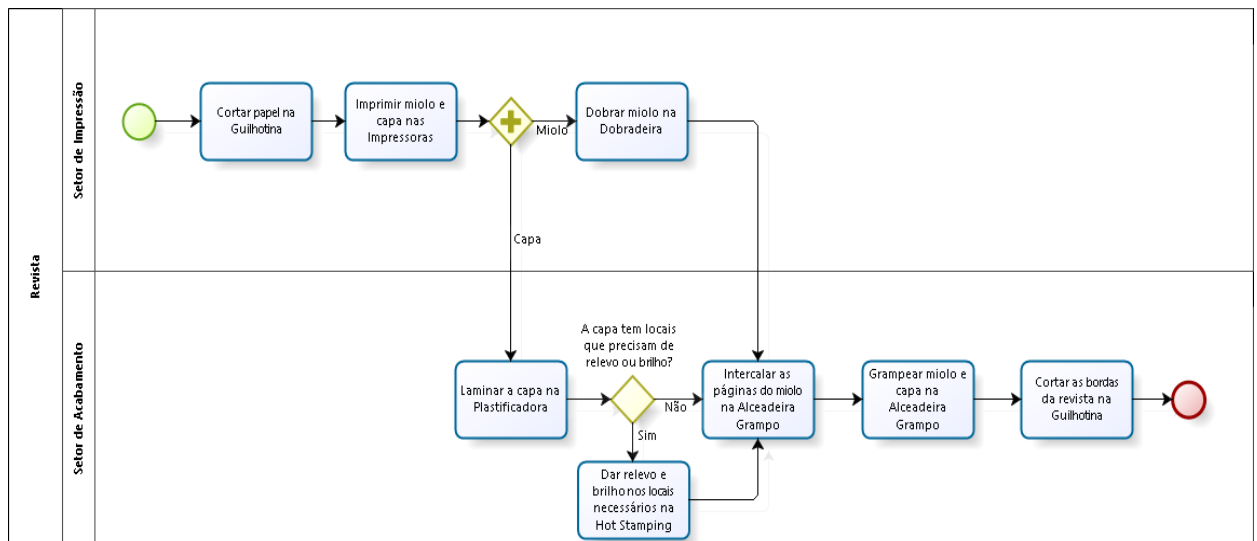 Revista
Setor de Impressão
Cortar papel na
Guilhotina
Imprimir miolo e
capa nas
Impressoras
Miolo
Dobrar miolo na
Dobradeira
Capa
Setor de Acabamento
Laminar a capa na
Plastificadora
A capa tem locais
que precisam de
relevo ou brilho?
Não
Sim
Dar relevo e
brilho nos locais
necessários na
Hot Stamping
Intercalar as
páginas do miolo
na Alceadeira
Grampo
Grampear miolo e
capa na
Alceadeira
Grampo
Cortar as bordas
da revista na
Guilhotina